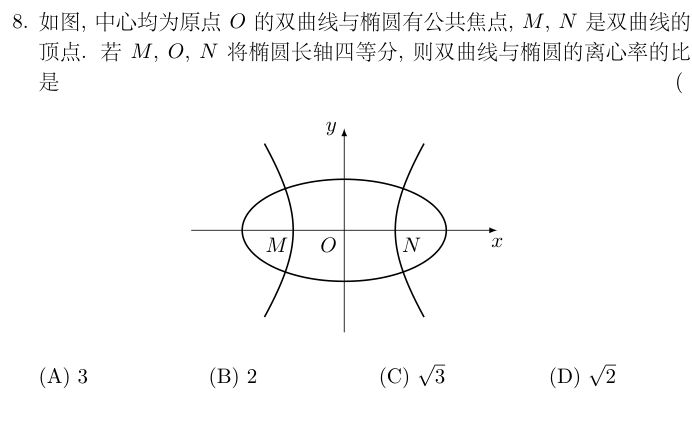 8. 如图, 中心均为原点 O 的双曲线与椭圆有公共焦点, M, N 是双曲线的
顶点. 若 M, O, N 将椭圆长轴四等分, 则双曲线与椭圆的离心率的比
是 (
y
M O N x
(A) 3 (B) 2 (C) √3 (D) √2